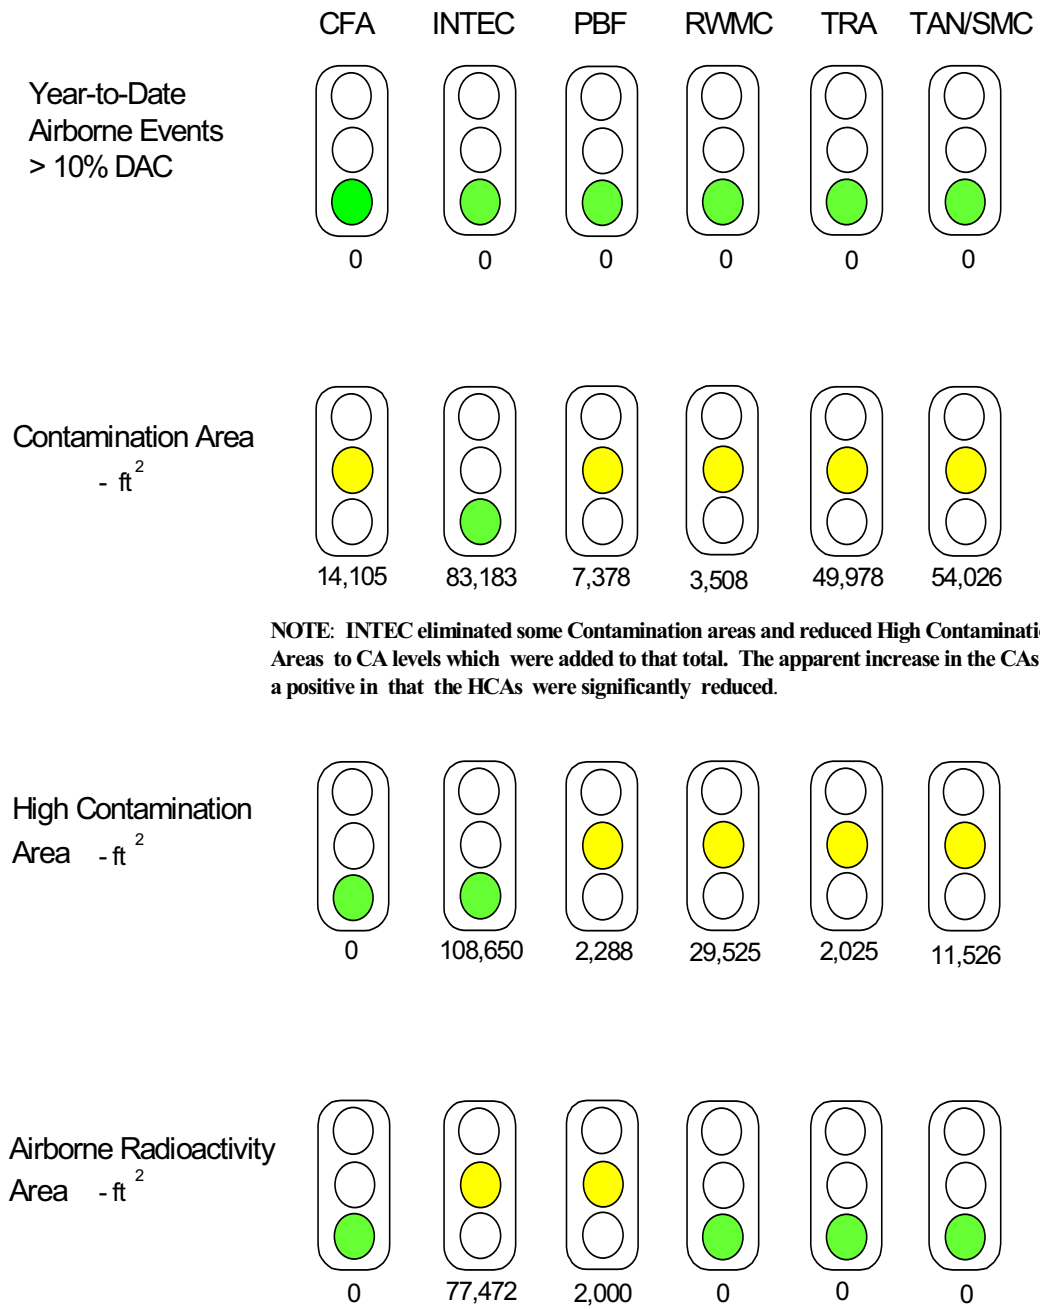 CFA INTEC PBF RWMC TRA TAN/SMC
Year-to-Date
Airborne Events
> 10% DAC
0 0 0 0 0 0
Contamination Area
- ft 2
14,105 83,183 7,378 3,508 49,978 54,026
NOTE: INTEC eliminated some Contamination areas and reduced High
Areas to CA levels which were added to that total. The apparent increase in the CAs
a positive in that the HCAs were significantly reduced.
High Contamination
Area - ft 2
0 108,650 2,288 29,525 2,025 11,526
Airborne Radioactivity
Area - ft 2
0 77,472 2,000 0 0 0